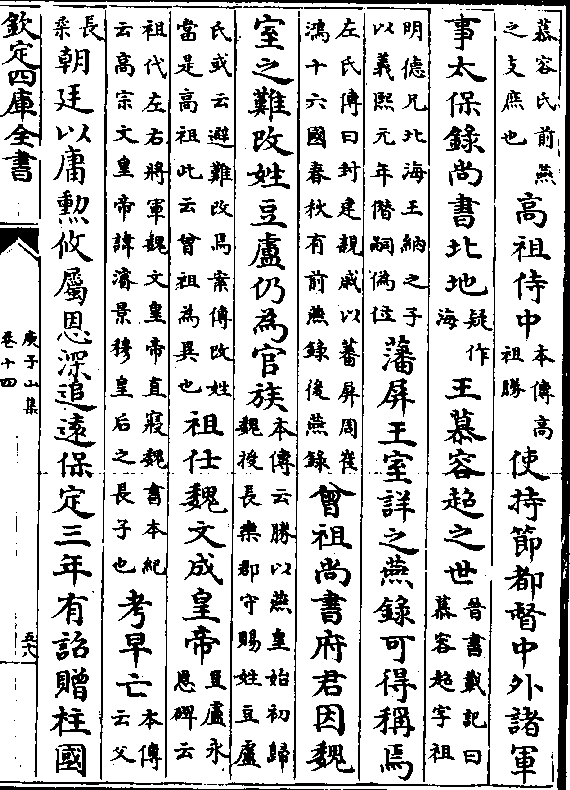 慕容氏前燕之支庶也高祖侍中本傳高祖勝使持節都督中外諸軍
事太保錄尚書北地疑作海王慕容超之世晉書載記曰慕容超字祖
明德兄北海王納之子以義熙元年僭嗣偽位藩屏王室詳之燕錄可得稱焉
左氏傳曰封建親戚以蕃屏周崔鴻十六國春秋有前燕錄後燕錄曾祖尚書府君因魏
室之難改姓豆盧仍為官族本傳云勝以燕皇始初歸魏授長樂郡守賜姓豆盧
氏或云避難改焉案傳改姓當是高祖此云曾祖為異也祖仕魏文成皇帝豆盧永恩碑云
祖代左右將軍魏文皇帝直寢魏書本紀云高宗文皇帝諱濬景穆皇后之長子也考早亡本傳云父
長朝廷以庸勲攸屬恩深追遠保定三年有詔贈柱國
欽定四庫全書
庾子山集
卷十四